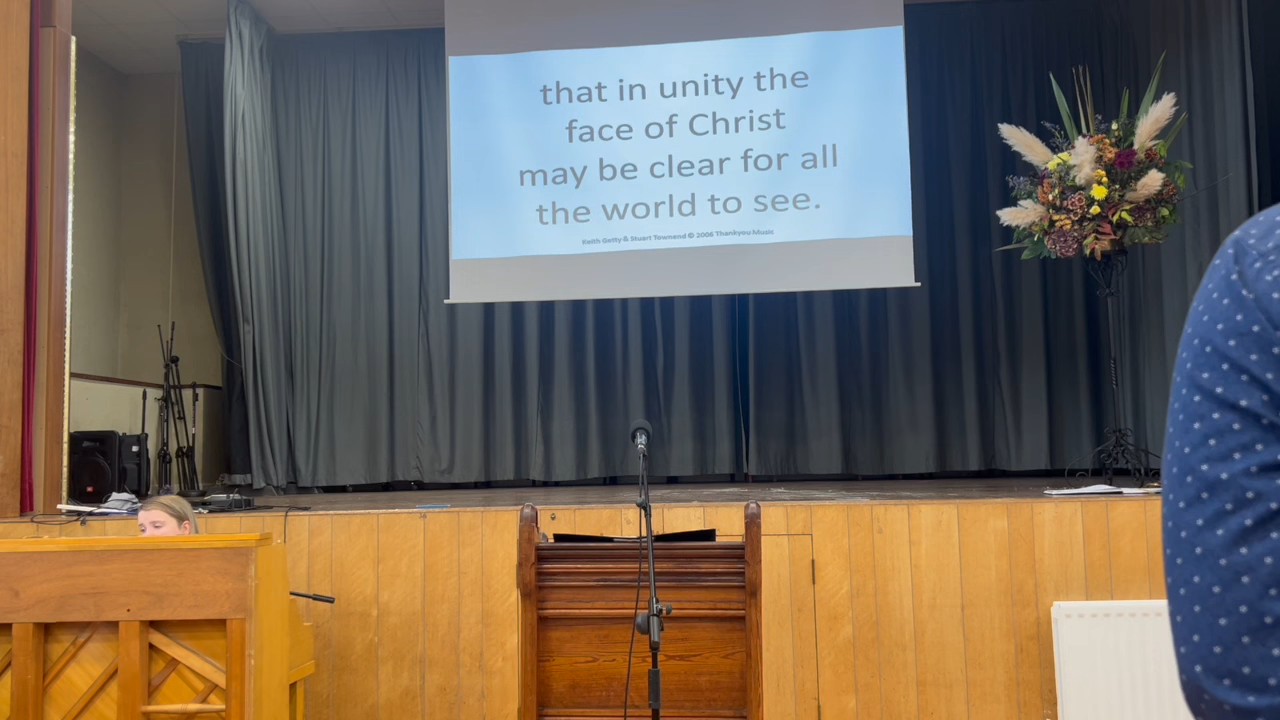 that in unity the
face of Christ
may be clear for all
the world to see.
Keith Getty & Stuart Townend © 2006 Thankyou Music